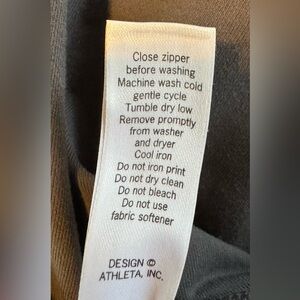 Close zipper
before washing
Machine wash cold
gentle cycle
Tumble dry low
Remove promptly
from washer
and dryer
Cool iron
Do not iron print
Do not dry clean
Do not bleach
Do not use
fabric softener
DESIGN ©
ATHLETA, INC.